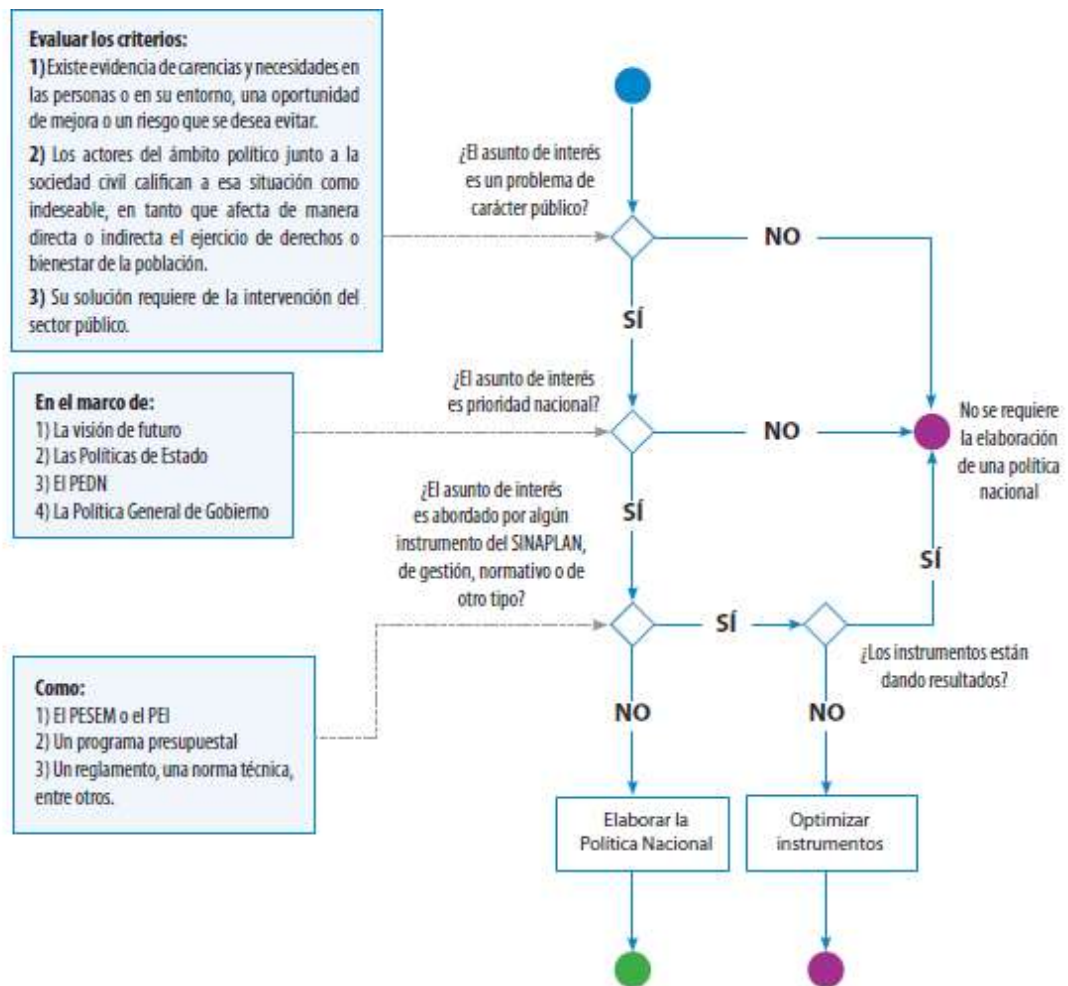 Evaluar los criterios:
1) Existe evidencia de carencias y necesidades en
las personas o en su entorno, una oportunidad
de mejora o un riesgo que se desea evitar.
2) Los actores del ámbito político junto a la
sociedad civil califican a esa situación como
indeseable, en tanto que afecta de manera
directa o indirecta el ejercicio de derechos o
bienestar de la población.
3) Su solución requiere de la intervención del
sector público.
¿El asunto de interés
es un problema de
carácter público?
NO
SÍ
En el marco de:
1) La visión de futuro
2) Las Políticas de Estado
3) El PEDN
4) La Política General de Gobierno
¿El asunto de interés
es prioridad nacional?
NO
No se requiere
la elaboración
de una política
nacional
SÍ
¿El asunto de interés
es abordado por algún
instrumento del SINAPLAN,
de gestión, normativo o de
otro tipo?
SÍ
SÍ
¿Los instrumentos están
dando resultados?
Como:
1) El PESEM o el PEI
2) Un programa presupuestal
3) Un reglamento, una norma técnica,
entre otros.
NO
NO
Elaborar la
Política Nacional
Optimizar
instrumentos